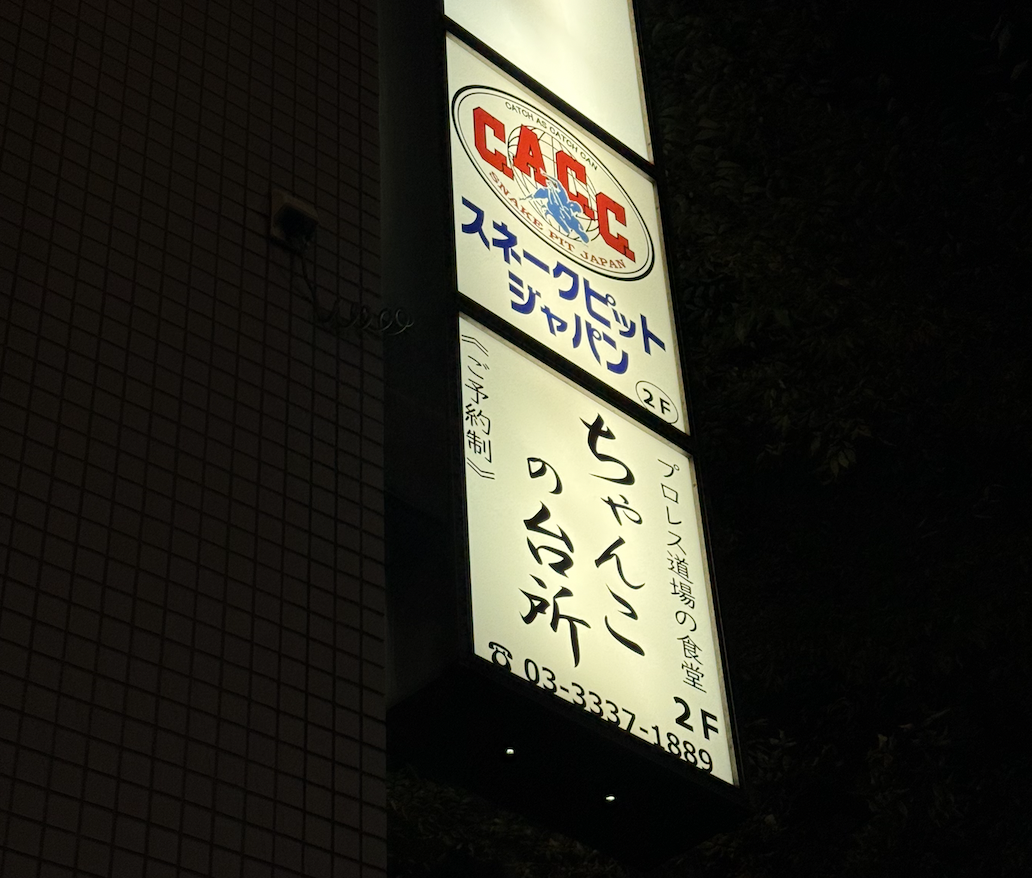 CATCH AS CATCH CAN
C.A.C.C.
SNAKE PIT JAPAN
スネークピット
ジャパン
2F
プロレス道場の食堂
2F
ちゃんこ
の台所
《ご予約制》
☎ 03-3337-1889